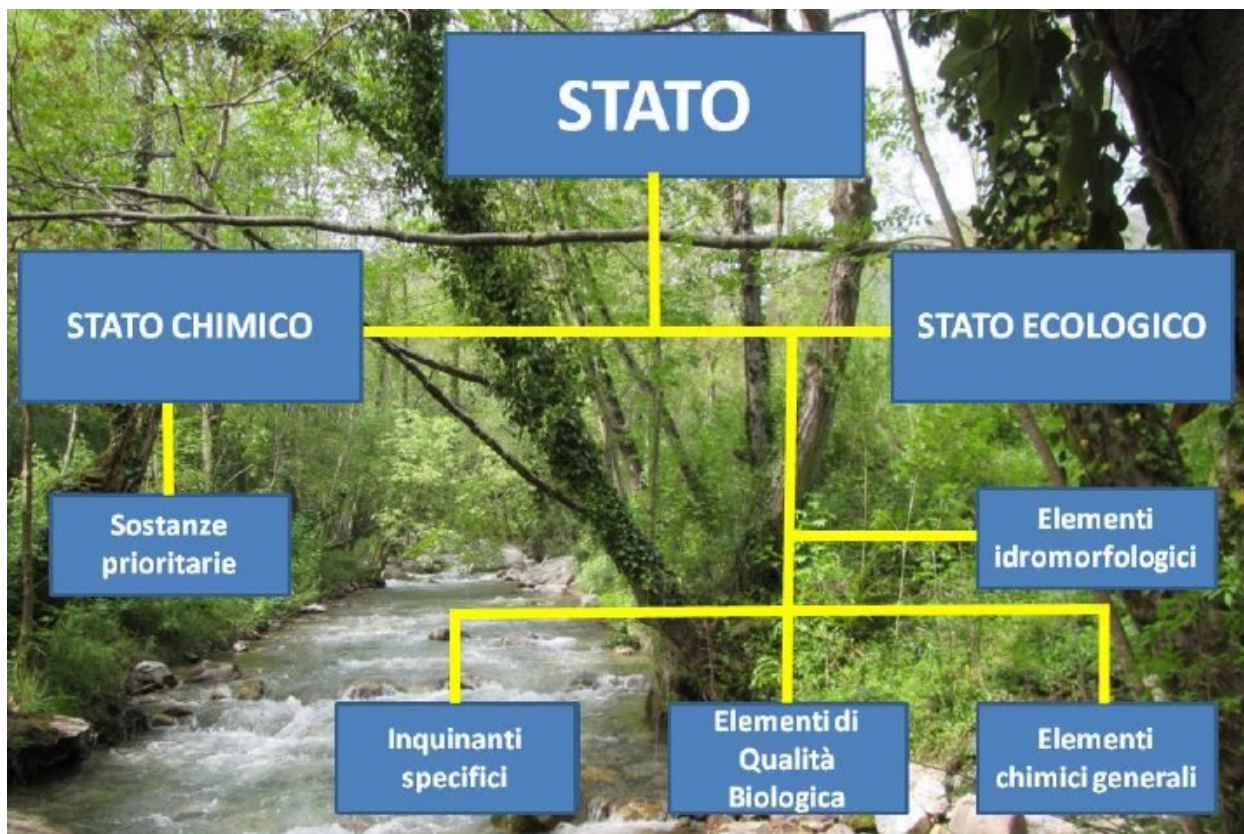 STATO
STATO CHIMICO
STATO ECOLOGICO
Sostanze
prioritarie
Elementi
idromorfologici
Inquinanti
specifici
Elementi di
Qualità
Biologica
Elementi
chimici generali